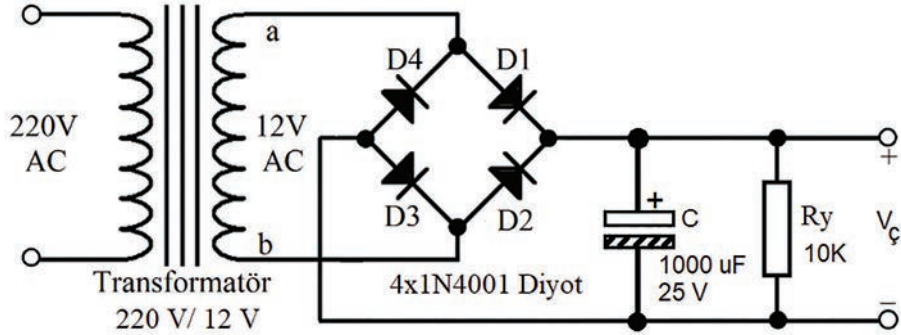 a
D4
D1
220V
AC
12V
AC
+
D3
D2
+
C
Ry
10K
Vç
b
1000 uF
25 V
Transformatör
220 V/ 12 V
4x1N4001 Diyot
−